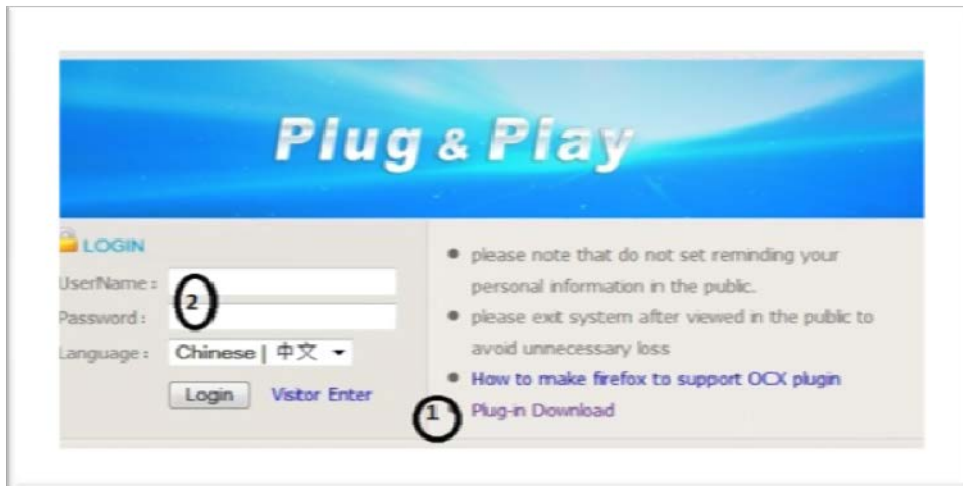 Plug & Play
LOGIN
UserName :
2
Password :
Language : Chinese | 中文
Login Visitor Enter
please note that do not set reminding your
personal information in the public.
please exit system after viewed in the public to
avoid unnecessary loss
How to make firefox to support OCX plugin
1 Plug-in Download